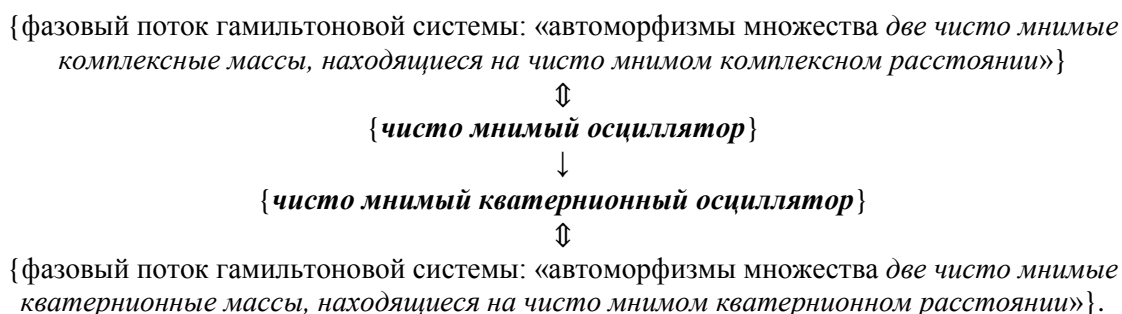 {фазовый поток гамильтоновой системы: «автоморфизмы множества две чисто мнимые
комплексные массы, находящиеся на чисто мнимом комплексном расстоянии»}
⇕
{чисто мнимый осциллятор}
↓
{чисто мнимый кватернионный осциллятор}
⇕
{фазовый поток гамильтоновой системы: «автоморфизмы множества две чисто мнимые
кватернионные массы, находящиеся на чисто мнимом кватернионном расстоянии»}.